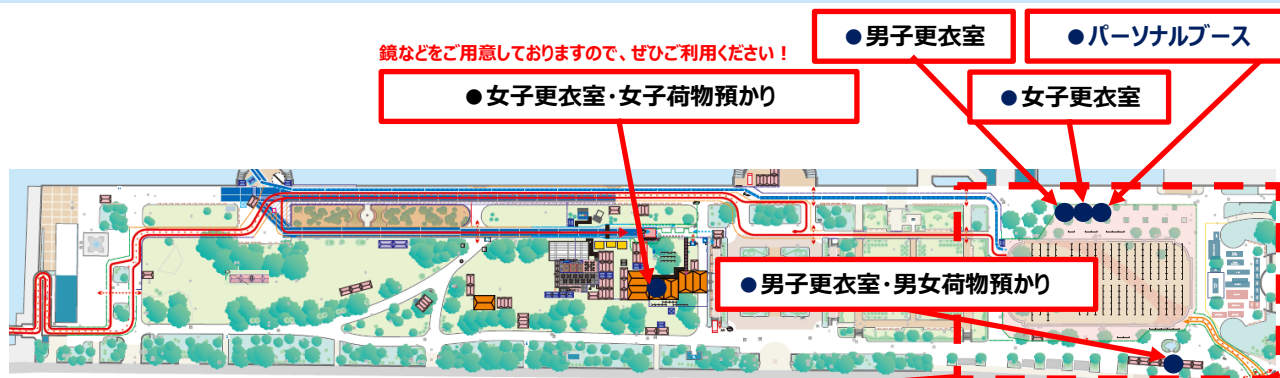 ●男子更衣室
●パーソナルブース
鏡などをご用意しておりますので、ぜひご利用ください！
●女子更衣室・女子荷物預かり
●女子更衣室
●男子更衣室・男女荷物預かり